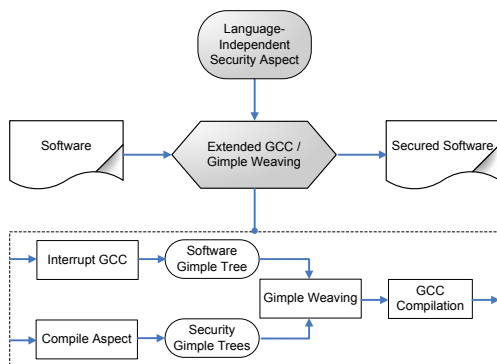 Language-
Independent
Security Aspect
Software
Extended GCC /
Gimple Weaving
Secured Software
Interrupt GCC
Software
Gimple Tree
Gimple Weaving
GCC
Compilation
Compile Aspect
Security
Gimple Trees